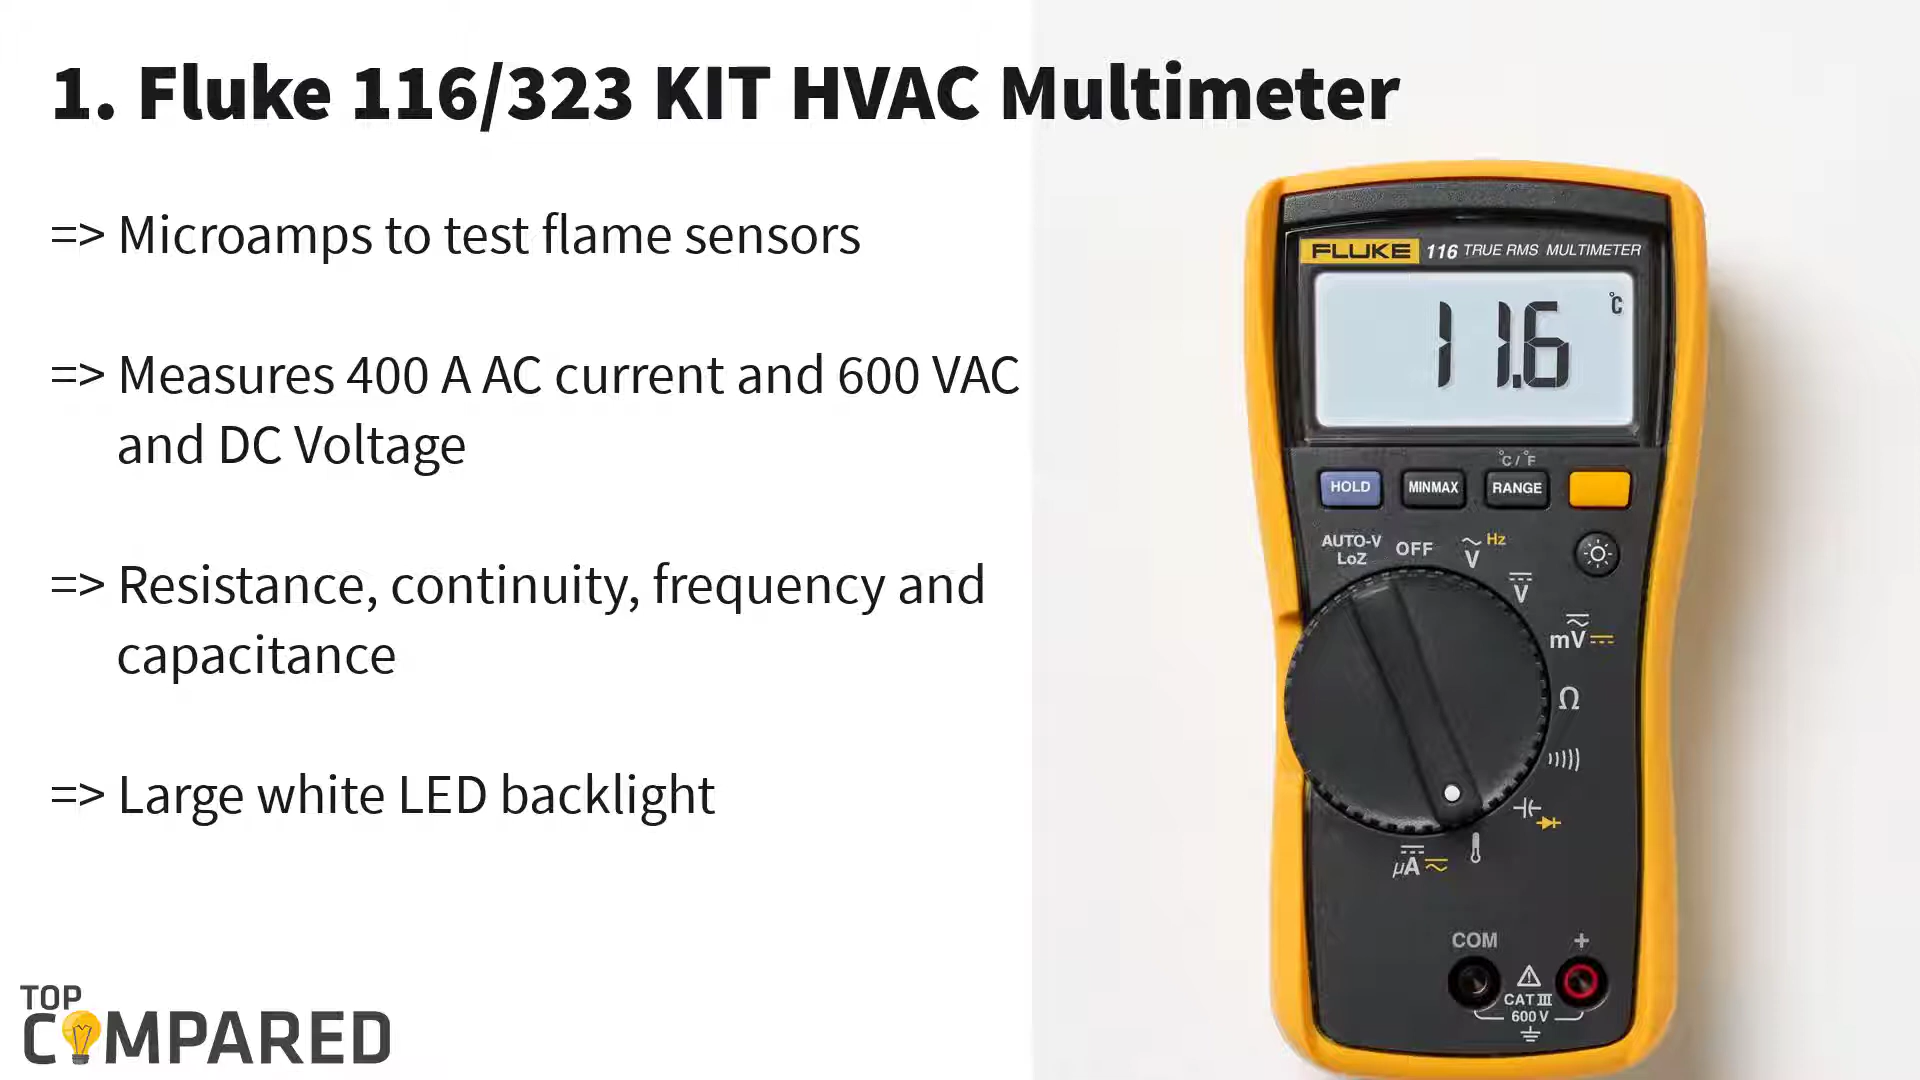 1. Fluke 116/323 KIT HVAC Multimeter
=> Microamps to test flame sensors
=> Measures 400 A AC current and 600 VAC
and DC Voltage
=> Resistance, continuity, frequency and
capacitance
=> Large white LED backlight
TOP
COMPARED
FLUKE 116 TRUE RMS MULTIMETER
11.6 °C
°C/°F
HOLD MINMAX RANGE
AUTO-V
LoZ
OFF
V Hz
V
mV
Ω
µA
COM +
CAT III
600 V